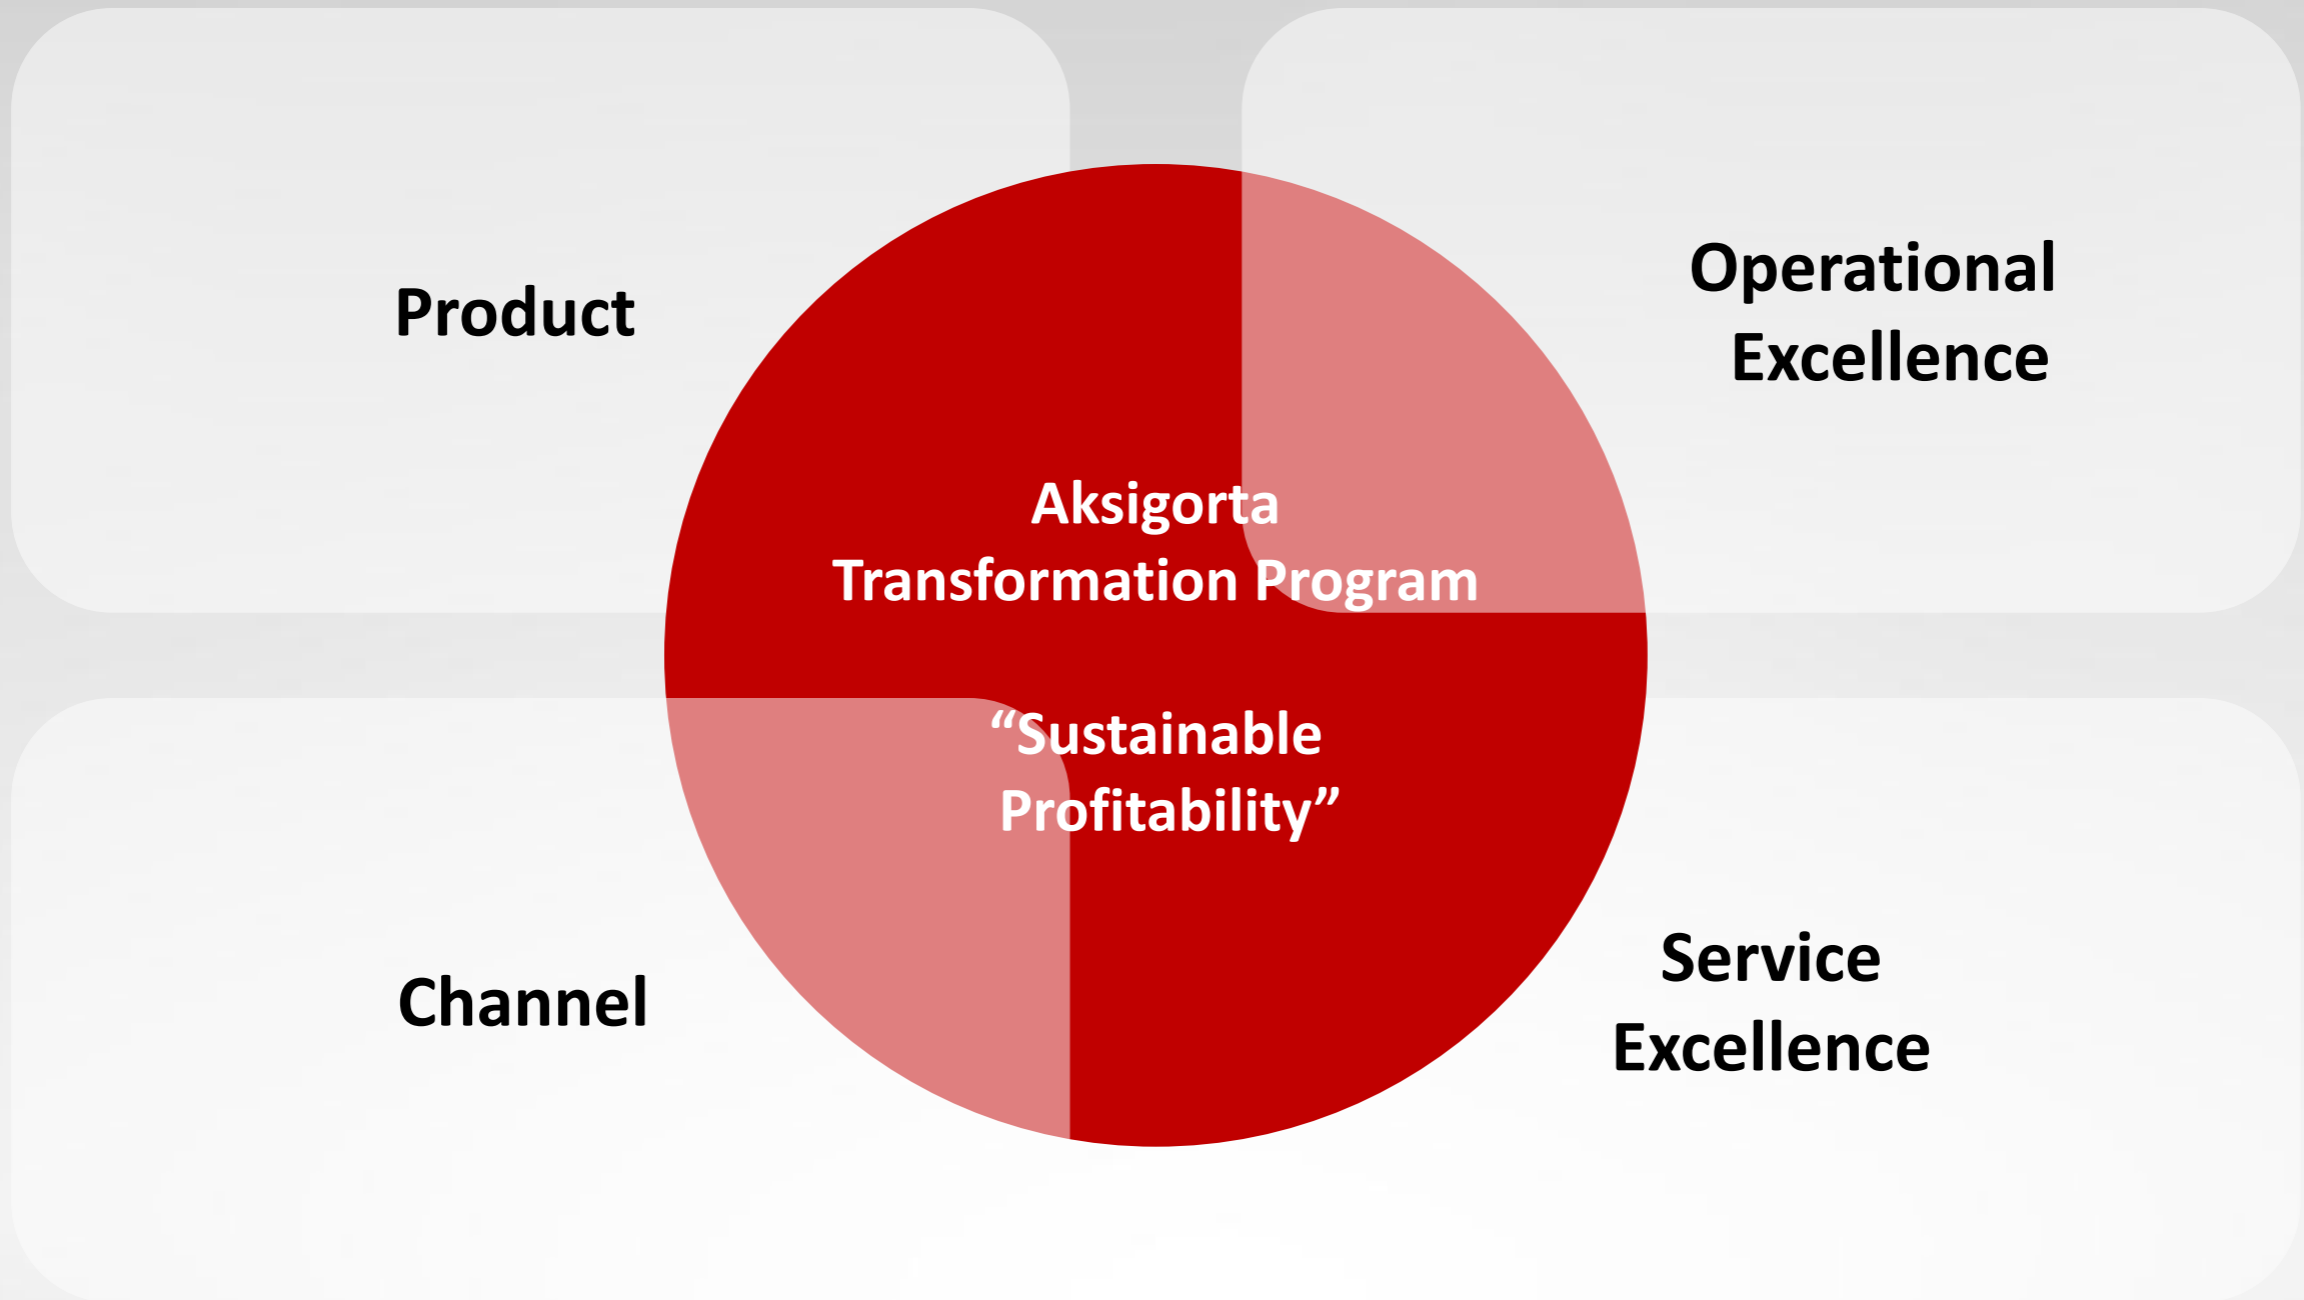 Product
Operational
Excellence
Aksigorta
Transformation Program
“Sustainable
Profitability”
Channel
Service
Excellence